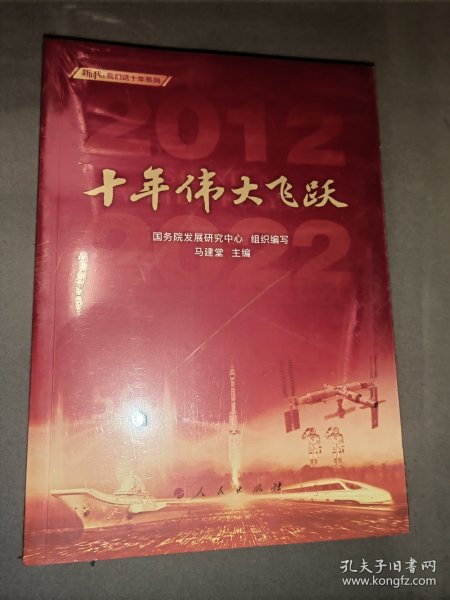 新时代·我们这十年系列
2012
十年伟大飞跃
2022
国务院发展研究中心 组织编写
马建堂 主编
人民出版社
孔夫子旧书网
www.kongfz.com